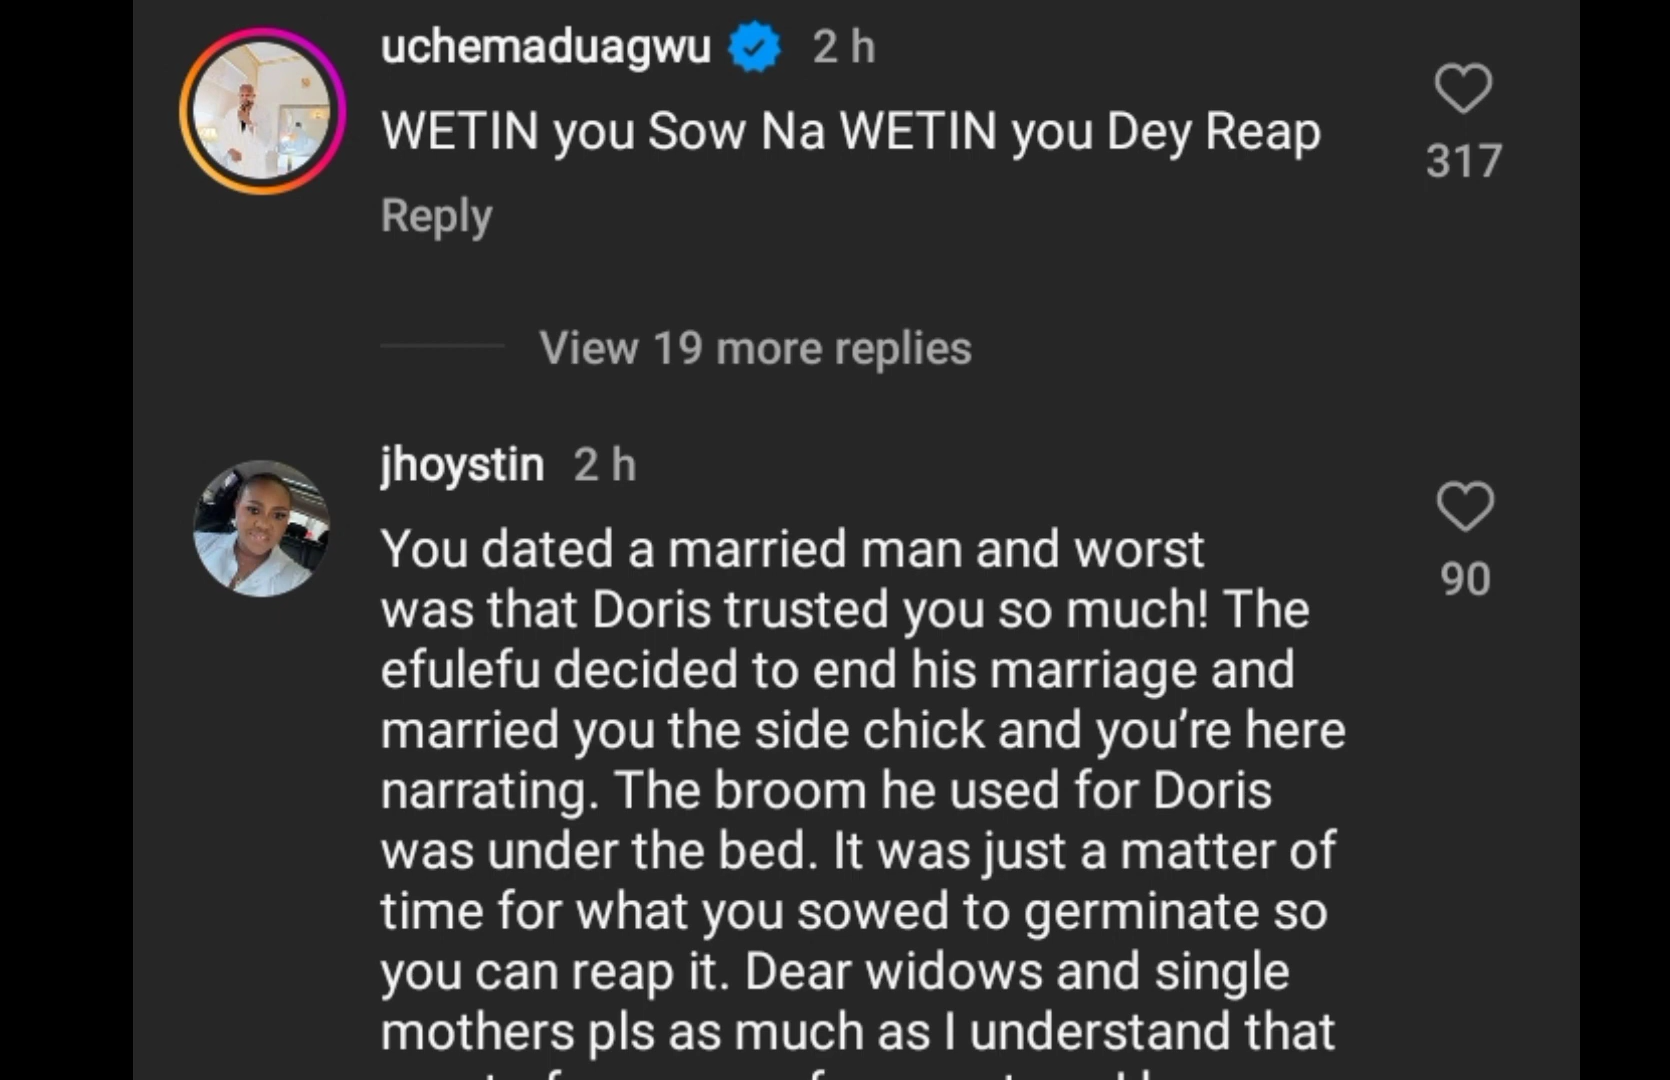 uchemaduagwu 2 h
WETIN you Sow Na WETIN you Dey Reap
317
Reply
View 19 more replies
jhoystin 2 h
You dated a married man and worst
was that Doris trusted you so much! The
efulefu decided to end his marriage and
married you the side chick and you’re here
narrating. The broom he used for Doris
was under the bed. It was just a matter of
time for what you sowed to germinate so
you can reap it. Dear widows and single
mothers pls as much as I understand that
90